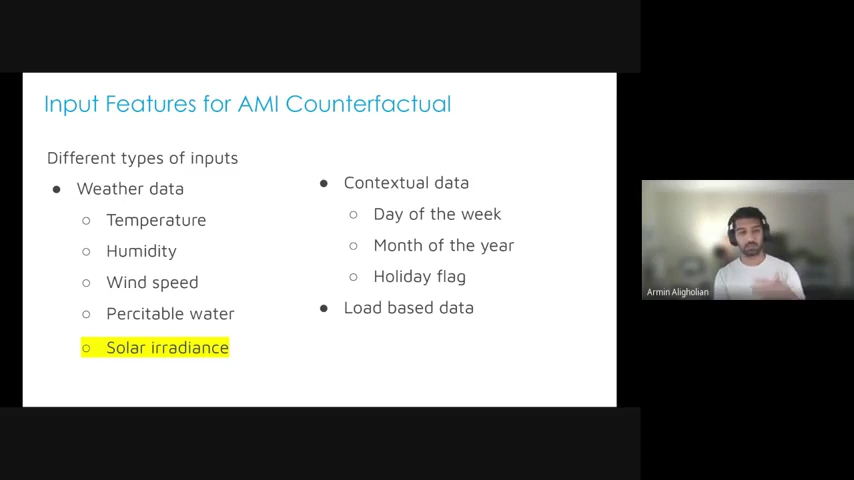 Input Features for AMI Counterfactual
Different types of inputs
● Weather data
○ Temperature
○ Humidity
○ Wind speed
○ Percitable water
○ Solar irradiance
● Contextual data
○ Day of the week
○ Month of the year
○ Holiday flag
● Load based data
Armin Aligholian